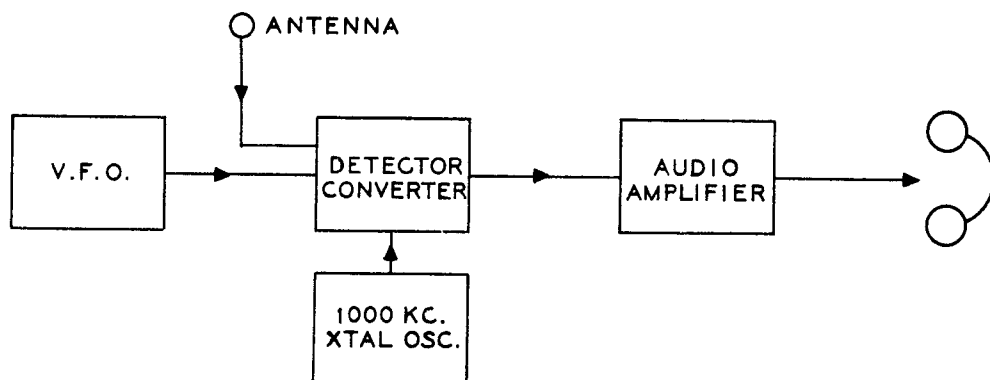 ANTENNA
V.F.O.
DETECTOR
CONVERTER
AUDIO
AMPLIFIER
1000 KC.
XTAL OSC.